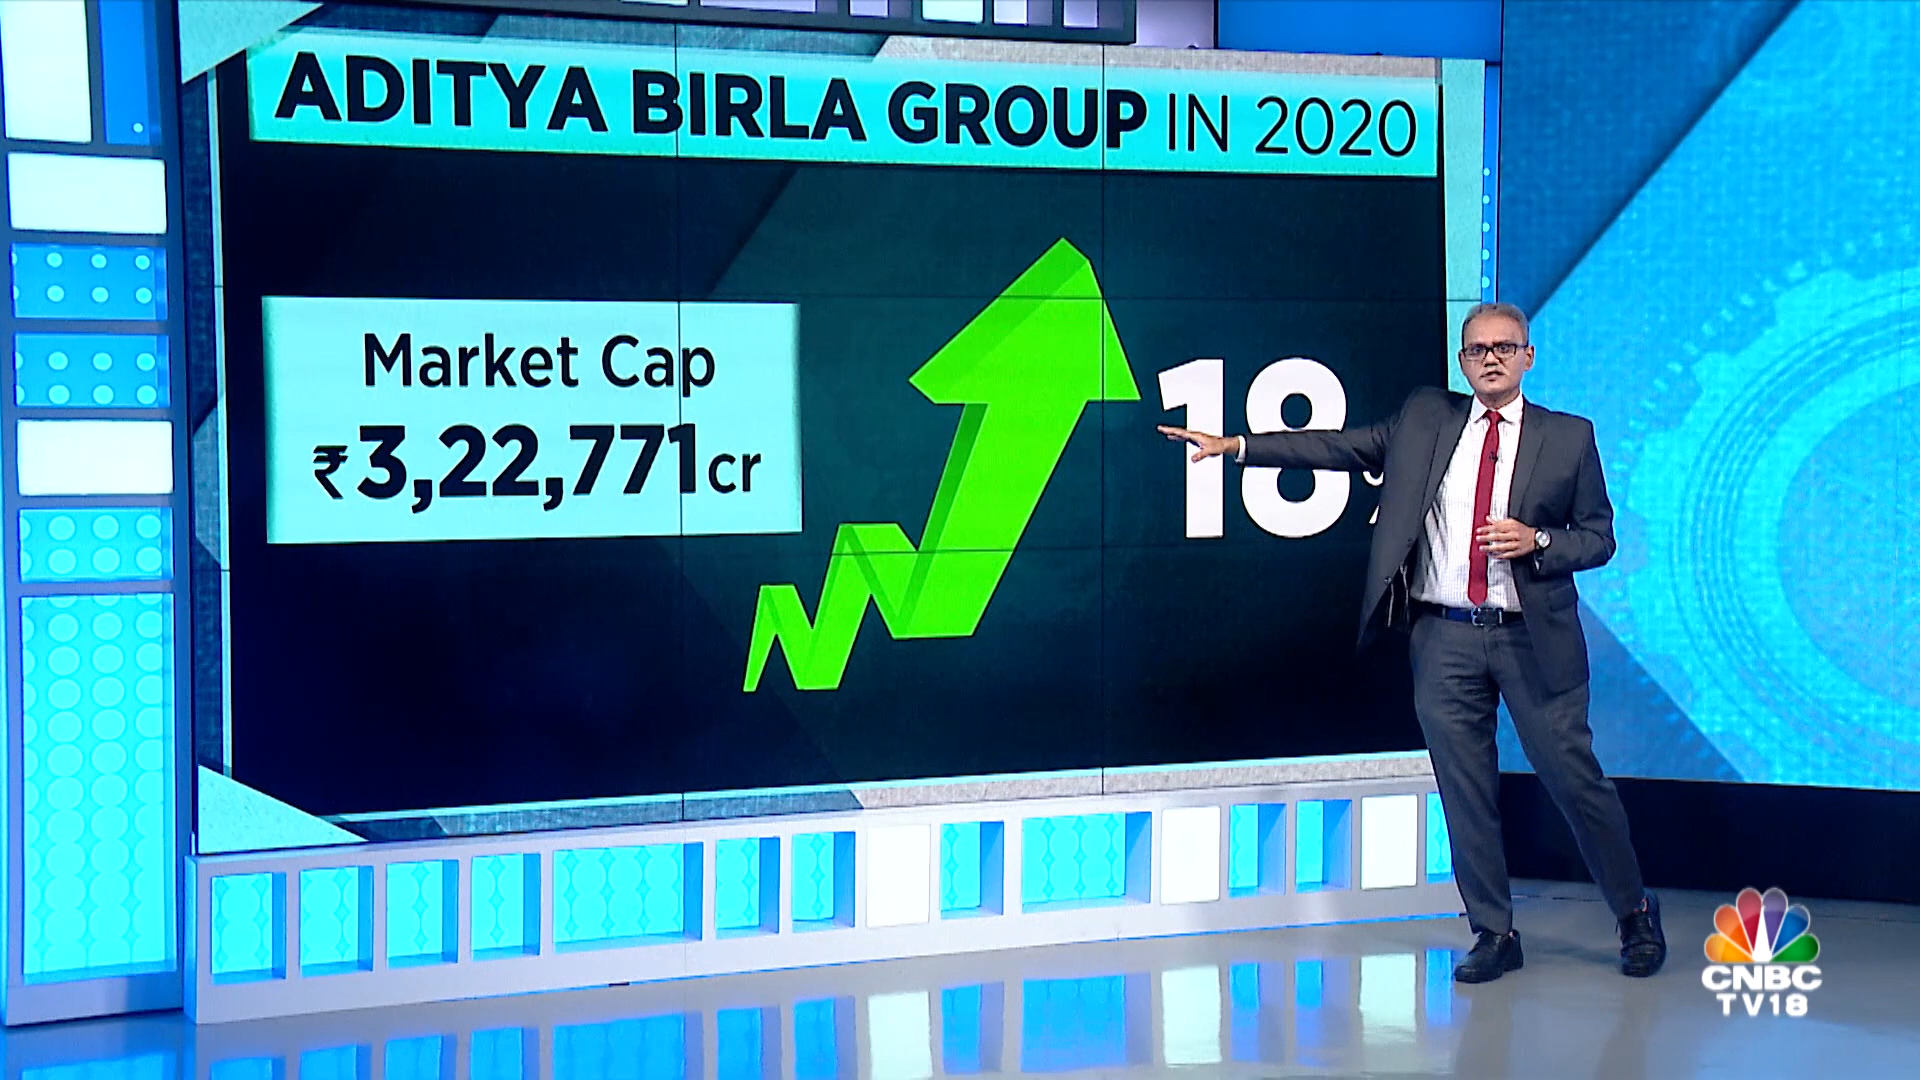 ADITYA BIRLA GROUP IN 2020
Market Cap
₹3,22,771cr
18%
CNBC
TV18